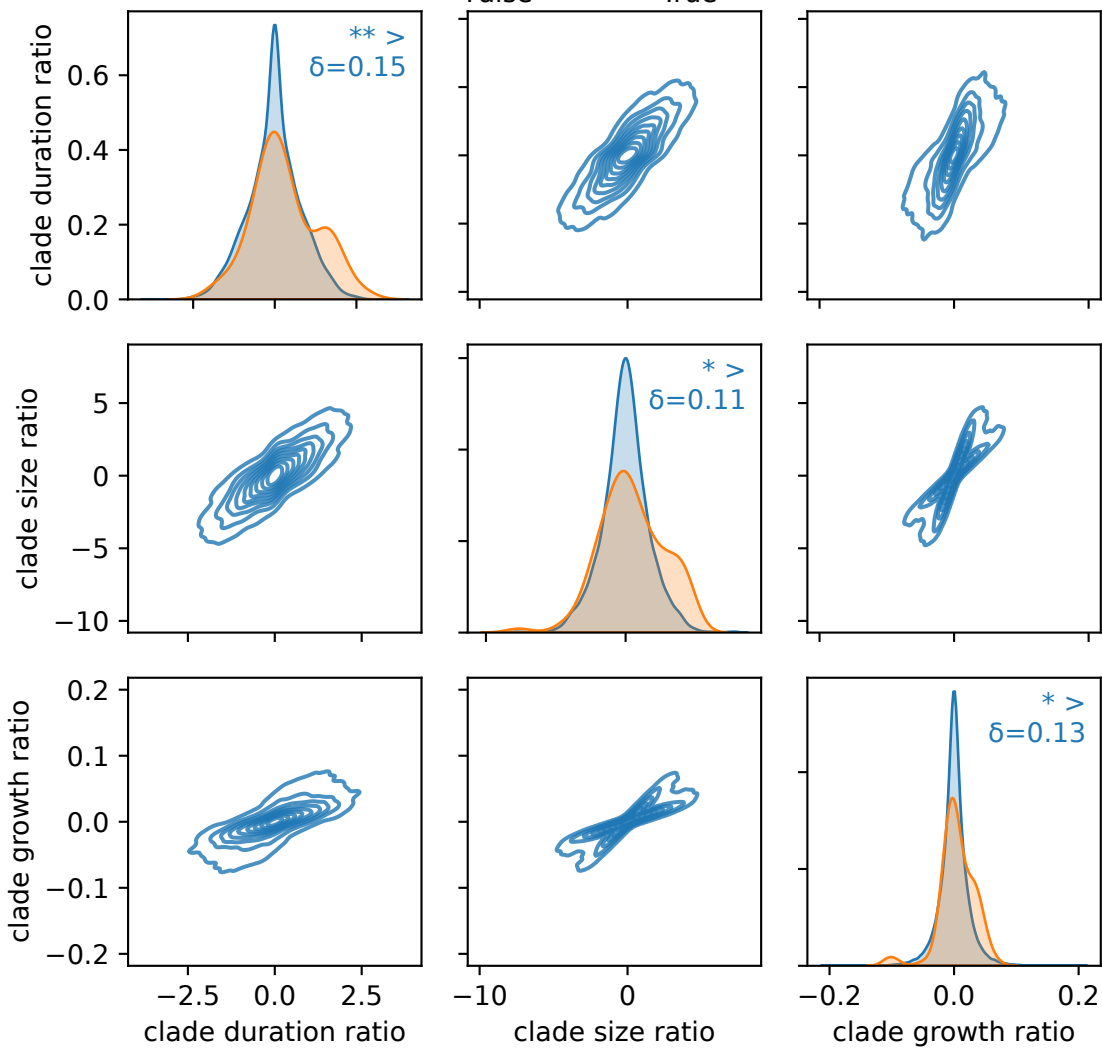 True
clade duration ratio
0.6
0.4
0.2
0.0
** >
δ=0.15
clade size ratio
5
0
−5
−10
* >
δ=0.11
clade growth ratio
0.2
0.1
0.0
−0.1
−0.2
* >
δ=0.13
−2.5
0.0
2.5
−10
0
−0.2
0.0
0.2
clade duration ratio
clade size ratio
clade growth ratio